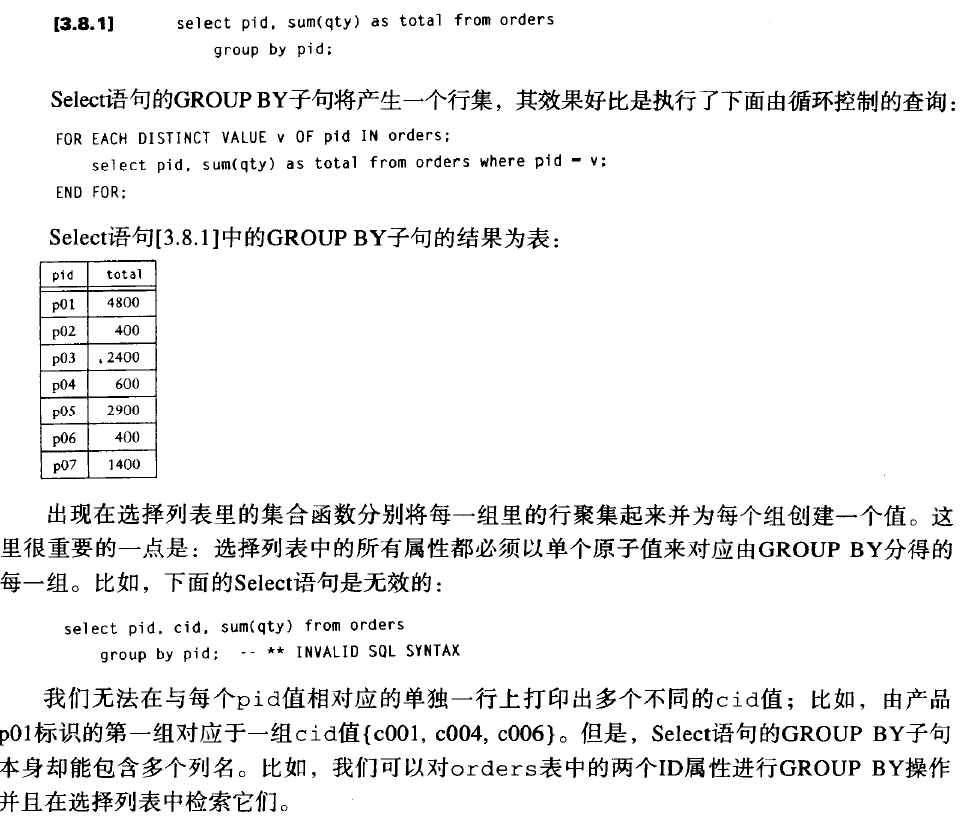 [3.8.1] select pid, sum(qty) as total from orders
group by pid;
Select语句的GROUP BY子句将产生一个行集，其效果好比是执行了下面由循环控制的查询：
FOR EACH DISTINCT VALUE v OF pid IN orders;
select pid, sum(qty) as total from orders where pid = v;
END FOR;
Select语句[3.8.1]中的GROUP BY子句的结果为表：
pid total
p01 4800
p02 400
p03 2400
p04 600
p05 2900
p06 400
p07 1400
出现在选择列表里的集合函数分别将每一组里的行聚集起来并为每个组创建一个值。这
里很重要的一点是：选择列表中的所有属性都必须以单个原子值来对应由GROUP BY分得的
每一组。比如，下面的Select语句是无效的：
select pid, cid, sum(qty) from orders
group by pid; -- ** INVALID SQL SYNTAX
我们无法在与每个pid值相对应的单独一行上打印出多个不同的cid值；比如，由产品
p01标识的第一组对应于一组cid值{c001, c004, c006}。但是，Select语句的GROUP BY子句
本身却能包含多个列名。比如，我们可以对orders表中的两个ID属性进行GROUP BY操作
并且在选择列表中检索它们。